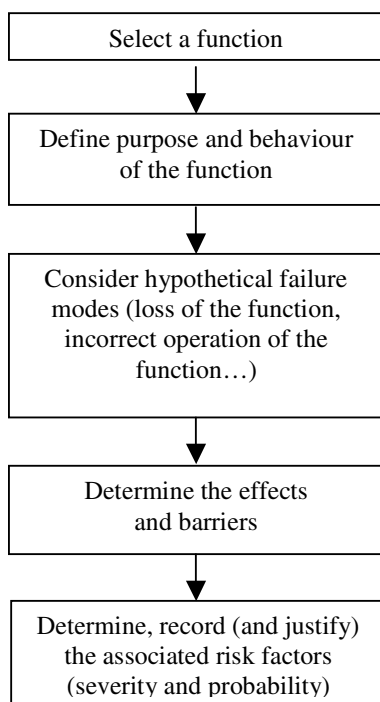 Select a function
Define purpose and behaviour
of the function
Consider hypothetical failure
modes (loss of the function,
incorrect operation of the
function…)
Determine the effects
and barriers
Determine, record (and justify)
the associated risk factors
(severity and probability)